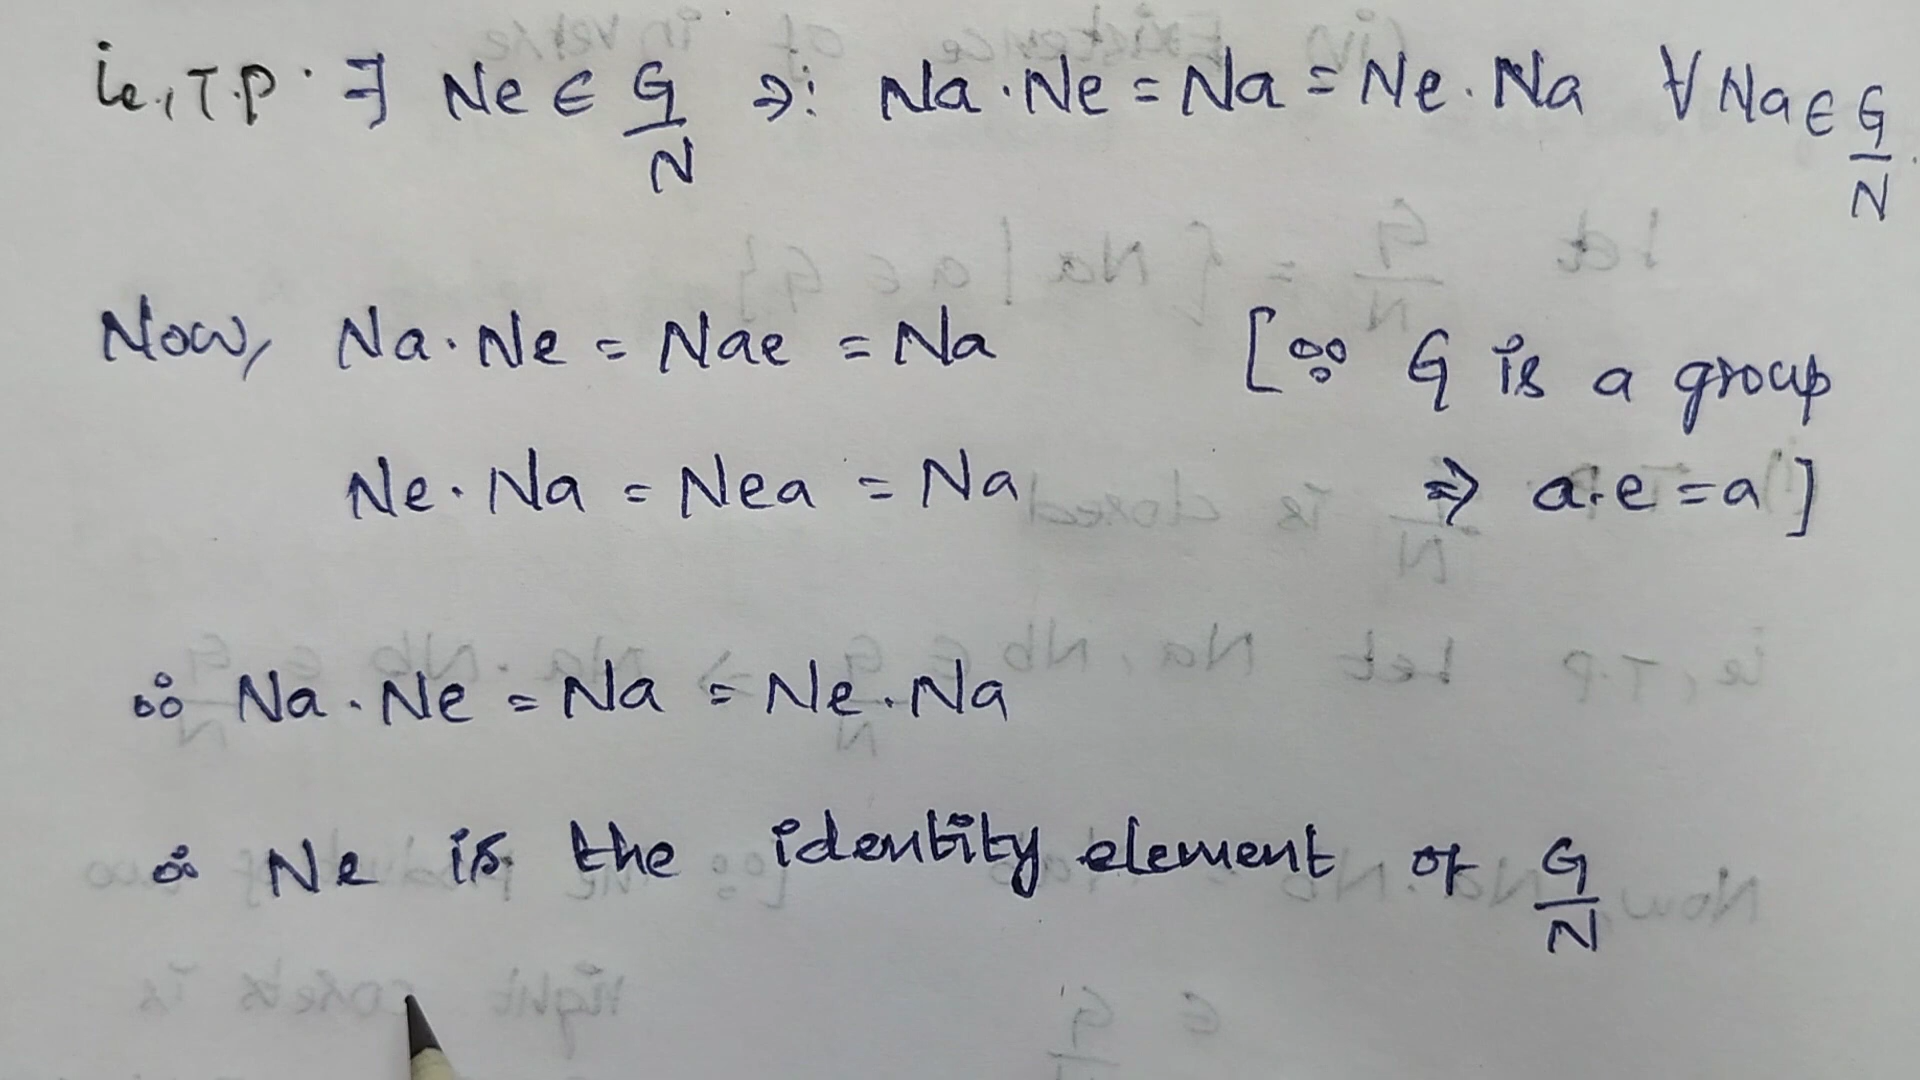 ie., T.P. ∃ Ne ∈ G/N ∋: Na · Ne = Na = Ne · Na ∀ Na ∈ G/N.
Now, Na · Ne = Nae = Na [∵ G is a group
Ne · Na = Nea = Na ⇒ a·e = a]
∴ Na · Ne = Na = Ne · Na
∴ Ne is the identity element of G/N